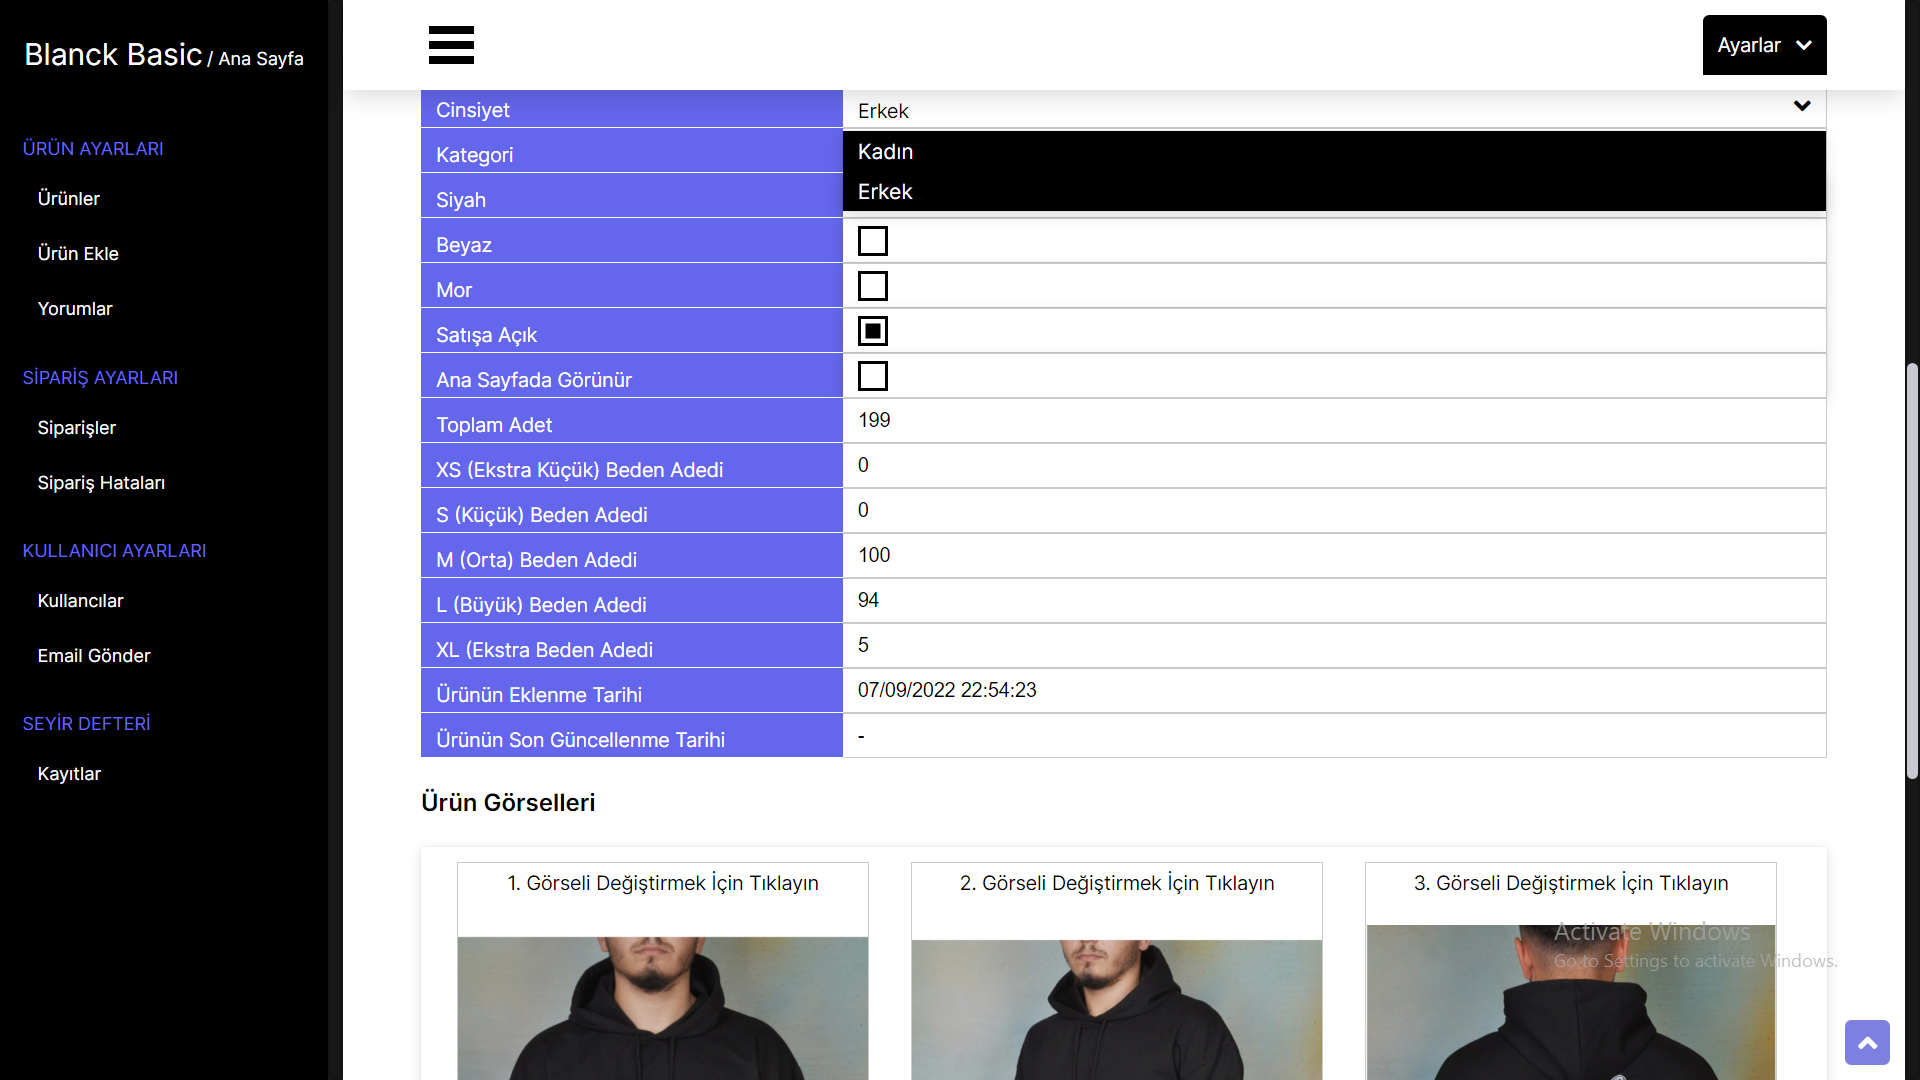 Blanck Basic / Ana Sayfa
ÜRÜN AYARLARI
Ürünler
Ürün Ekle
Yorumlar
SİPARİŞ AYARLARI
Siparişler
Sipariş Hataları
KULLANICI AYARLARI
Kullancılar
Email Gönder
SEYİR DEFTERİ
Kayıtlar
Ayarlar
Cinsiyet Erkek
Kategori Kadın
Siyah Erkek
Beyaz
Mor
Satışa Açık
Ana Sayfada Görünür
Toplam Adet 199
XS (Ekstra Küçük) Beden Adedi 0
S (Küçük) Beden Adedi 0
M (Orta) Beden Adedi 100
L (Büyük) Beden Adedi 94
XL (Ekstra Beden Adedi 5
Ürünün Eklenme Tarihi 07/09/2022 22:54:23
Ürünün Son Güncellenme Tarihi -
Ürün Görselleri
1. Görseli Değiştirmek İçin Tıklayın
2. Görseli Değiştirmek İçin Tıklayın
3. Görseli Değiştirmek İçin Tıklayın
Activate Windows
Go to Settings to activate Windows.